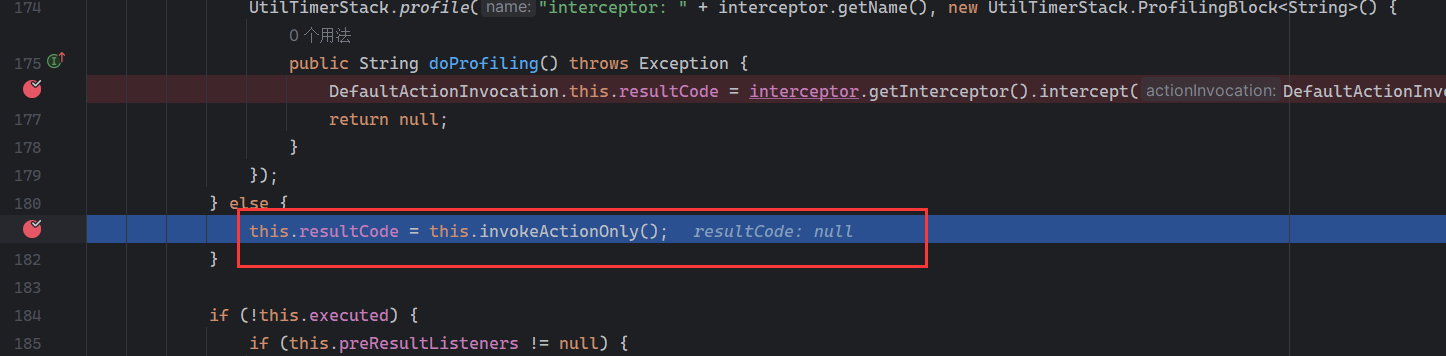 174 UtilTimerStack.profile( name: "interceptor: " + interceptor.getName(), new UtilTimerStack.ProfilingBlock<String>() {
0 个用法
175 public String doProfiling() throws Exception {
DefaultActionInvocation.this.resultCode = interceptor.getInterceptor().intercept( actionInvocation: DefaultActionInvo
177 return null;
178 }
179 });
180 } else {
this.resultCode = this.invokeActionOnly(); resultCode: null
182 }
183
184 if (!this.executed) {
185 if (this.preResultListeners != null) {